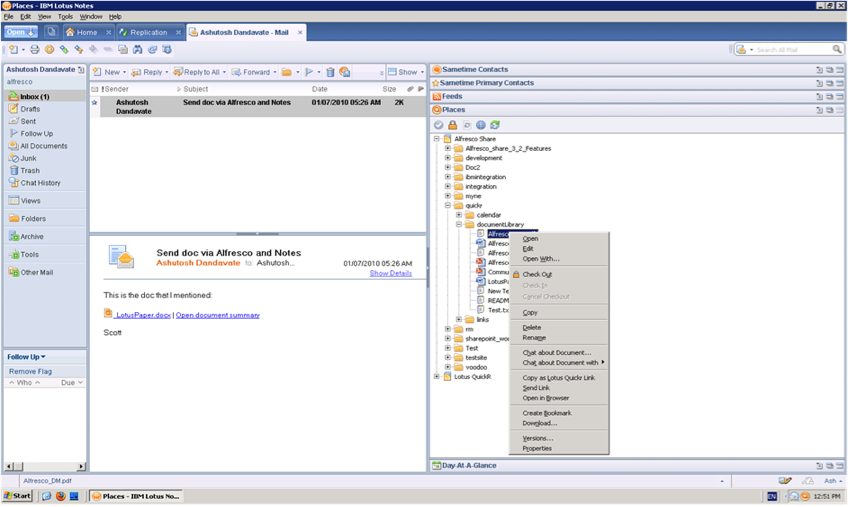 Places - IBM Lotus Notes
File Edit View Tools Window Help
Open
Home
Replication
Ashutosh Dandavate - Mail
Search All Mail
Ashutosh Dandavate
alfresco
Inbox (1)
Drafts
Sent
Follow Up
All Documents
Junk
Trash
Chat History
Views
Folders
Archive
Tools
Other Mail
Follow Up
Remove Flag
Who Due
New Reply Reply to All Forward Show
! Sender Subject Date Size
Ashutosh Dandavate Send doc via Alfresco and Notes 01/07/2010 05:26 AM 2K
Send doc via Alfresco and Notes
Ashutosh Dandavate to: Ashutosh... 01/07/2010 05:26 AM
Show Details
This is the doc that I mentioned:
LotusPaper.docx | Open document summary
Scott
Sametime Contacts
Sametime Primary Contacts
Feeds
Places
Alfresco Share
Alfresco_share_3_2_Features
development
Doc2
ibmintegration
integration
myne
quickr
calendar
documentLibrary
Alfresc
Alfresc
Alfresc
Alfresc
Commu
LotusPa
New Te
README
Test.tx
links
rm
sharepoint_wo
Test
testsite
voodoo
Lotus QuickR
Open
Edit
Open With...
Check Out
Check In
Cancel Checkout
Copy
Delete
Rename
Chat about Document...
Chat about Document with
Copy as Lotus Quickr Link
Send Link
Open in Browser
Create Bookmark
Download...
Versions...
Properties
Day-At-A-Glance
Alfresco_DM.pdf
Ash
Start
Places - IBM Lotus No...
EN
12:51 PM